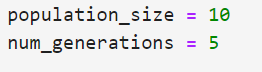 population_size = 10
num_generations = 5